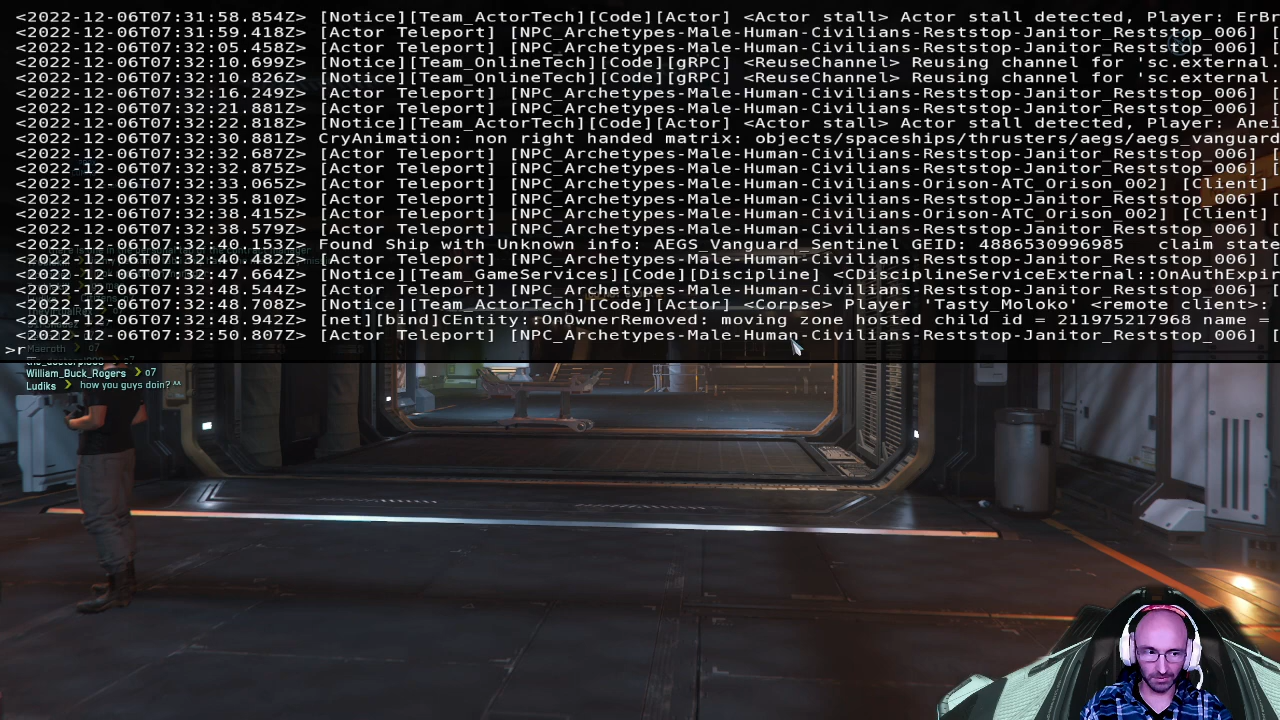 <2022-12-06T07:31:58.854Z> [Notice][Team_ActorTech][Code][Actor] <Actor stall> Actor stall detected, Player: ErBr
<2022-12-06T07:31:59.418Z> [Actor Teleport] [NPC_Archetypes-Male-Human-Civilians-Reststop-Janitor_Reststop_006] [
<2022-12-06T07:32:05.458Z> [Actor Teleport] [NPC_Archetypes-Male-Human-Civilians-Reststop-Janitor_Reststop_006] [
<2022-12-06T07:32:10.699Z> [Notice][Team_OnlineTech][Code][gRPC] <ReuseChannel> Reusing channel for 'sc.external.
<2022-12-06T07:32:10.826Z> [Notice][Team_OnlineTech][Code][gRPC] <ReuseChannel> Reusing channel for 'sc.external.
<2022-12-06T07:32:16.249Z> [Actor Teleport] [NPC_Archetypes-Male-Human-Civilians-Reststop-Janitor_Reststop_006] [
<2022-12-06T07:32:21.881Z> [Actor Teleport] [NPC_Archetypes-Male-Human-Civilians-Reststop-Janitor_Reststop_006] [
<2022-12-06T07:32:22.818Z> [Notice][Team_ActorTech][Code][Actor] <Actor stall> Actor stall detected, Player: Anei
<2022-12-06T07:32:30.881Z> CryAnimation: non right handed matrix: objects/spaceships/thrusters/aegs/aegs_vanguard
<2022-12-06T07:32:32.687Z> [Actor Teleport] [NPC_Archetypes-Male-Human-Civilians-Reststop-Janitor_Reststop_006] [
<2022-12-06T07:32:32.875Z> [Actor Teleport] [NPC_Archetypes-Male-Human-Civilians-Reststop-Janitor_Reststop_006] [
<2022-12-06T07:32:33.065Z> [Actor Teleport] [NPC_Archetypes-Male-Human-Civilians-Orison-ATC_Orison_002] [Client] [
<2022-12-06T07:32:35.810Z> [Actor Teleport] [NPC_Archetypes-Male-Human-Civilians-Reststop-Janitor_Reststop_006] [
<2022-12-06T07:32:38.415Z> [Actor Teleport] [NPC_Archetypes-Male-Human-Civilians-Orison-ATC_Orison_002] [Client] [
<2022-12-06T07:32:38.579Z> [Actor Teleport] [NPC_Archetypes-Male-Human-Civilians-Reststop-Janitor_Reststop_006] [
<2022-12-06T07:32:40.153Z> Found Ship with Unknown info: AEGS_Vanguard_Sentinel GEID: 4886530996985 claim state
<2022-12-06T07:32:40.482Z> [Actor Teleport] [NPC_Archetypes-Male-Human-Civilians-Reststop-Janitor_Reststop_006] [
<2022-12-06T07:32:47.664Z> [Notice][Team_GameServices][Code][Discipline] <CDisciplineServiceExternal::OnAuthExpir
<2022-12-06T07:32:48.544Z> [Actor Teleport] [NPC_Archetypes-Male-Human-Civilians-Reststop-Janitor_Reststop_006] [
<2022-12-06T07:32:48.708Z> [Notice][Team_ActorTech][Code][Actor] <Corpse> Player 'Tasty_Moloko' <remote client>:
<2022-12-06T07:32:48.942Z> [net][bind]CEntity::OnOwnerRemoved: moving zone hosted child id = 211975217968 name =
<2022-12-06T07:32:50.807Z> [Actor Teleport] [NPC_Archetypes-Male-Human-Civilians-Reststop-Janitor_Reststop_006] [
>r
Maeroth > o7
William_Buck_Rogers > o7
Ludiks > how you guys doin? ^^